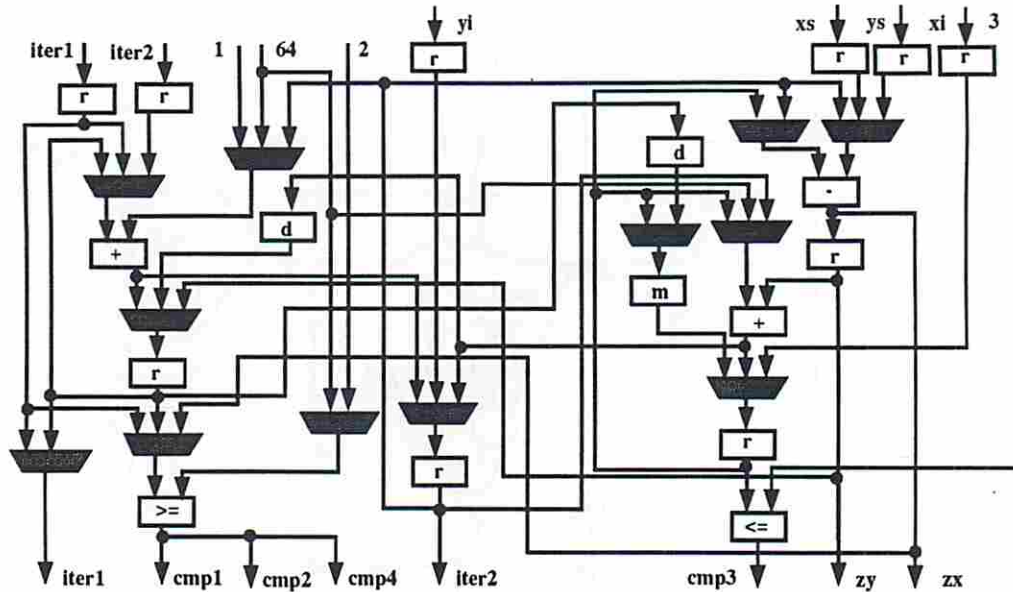 yi
xs ys xi 3
iter1 iter2 1 64 2
r
r r r
r r
d
-
d
r
+
m
+
r
r
r
>=
<=
iter1 cmp1 cmp2 cmp4 iter2 cmp3 zy zx